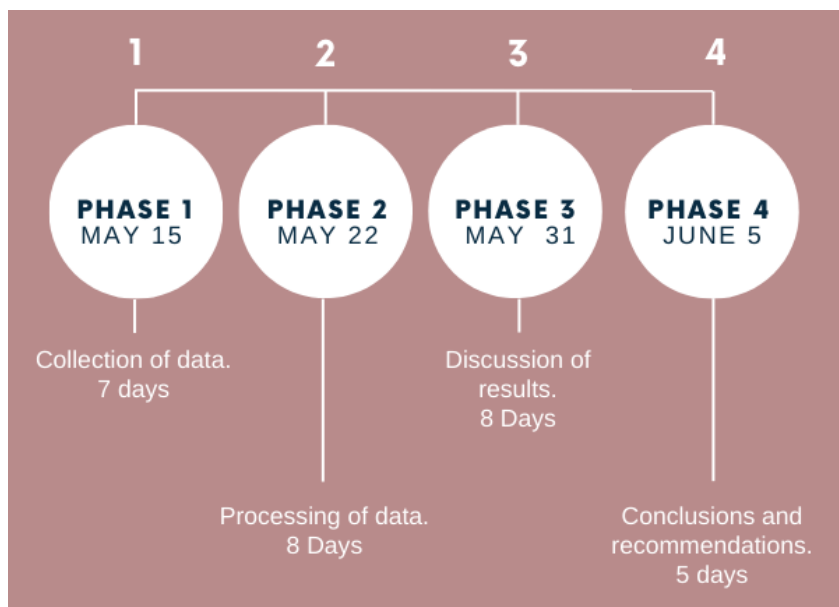 1
2
3
4
PHASE 1
MAY 15
PHASE 2
MAY 22
PHASE 3
MAY 31
PHASE 4
JUNE 5
Collection of data.
7 days
Processing of data.
8 Days
Discussion of
results.
8 Days
Conclusions and
recommendations.
5 days